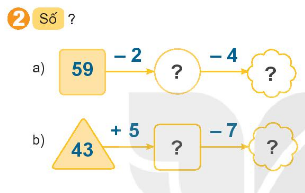 2 Số ?
a) 59 – 2 ? – 4 ?
b) 43 + 5 ? – 7 ?